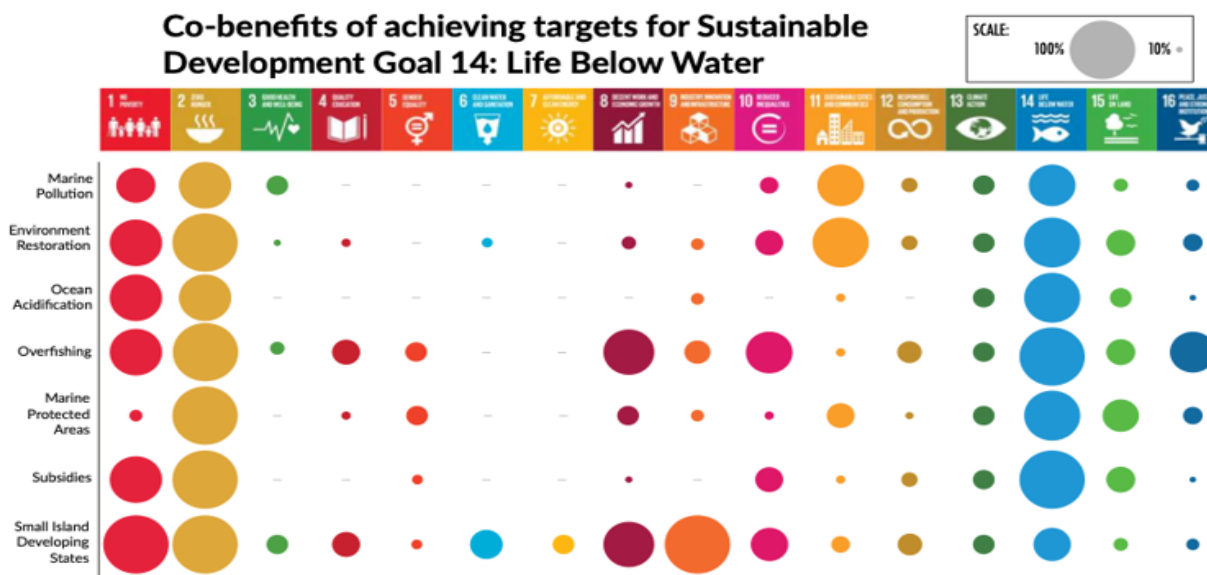 Co-benefits of achieving targets for Sustainable
Development Goal 14: Life Below Water
SCALE:
100%
10%
1 NO POVERTY
2 ZERO HUNGER
3 GOOD HEALTH AND WELL-BEING
4 QUALITY EDUCATION
5 GENDER EQUALITY
6 CLEAN WATER AND SANITATION
7 AFFORDABLE AND CLEAN ENERGY
8 DECENT WORK AND ECONOMIC GROWTH
9 INDUSTRY, INNOVATION AND INFRASTRUCTURE
10 REDUCED INEQUALITIES
11 SUSTAINABLE CITIES AND COMMUNITIES
12 RESPONSIBLE CONSUMPTION AND PRODUCTION
13 CLIMATE ACTION
14 LIFE BELOW WATER
15 LIFE ON LAND
16 PEACE, JUST AND STRONG INSTITUTION
Marine
Pollution
Environment
Restoration
Ocean
Acidification
Overfishing
Marine
Protected
Areas
Subsidies
Small Island
Developing
States